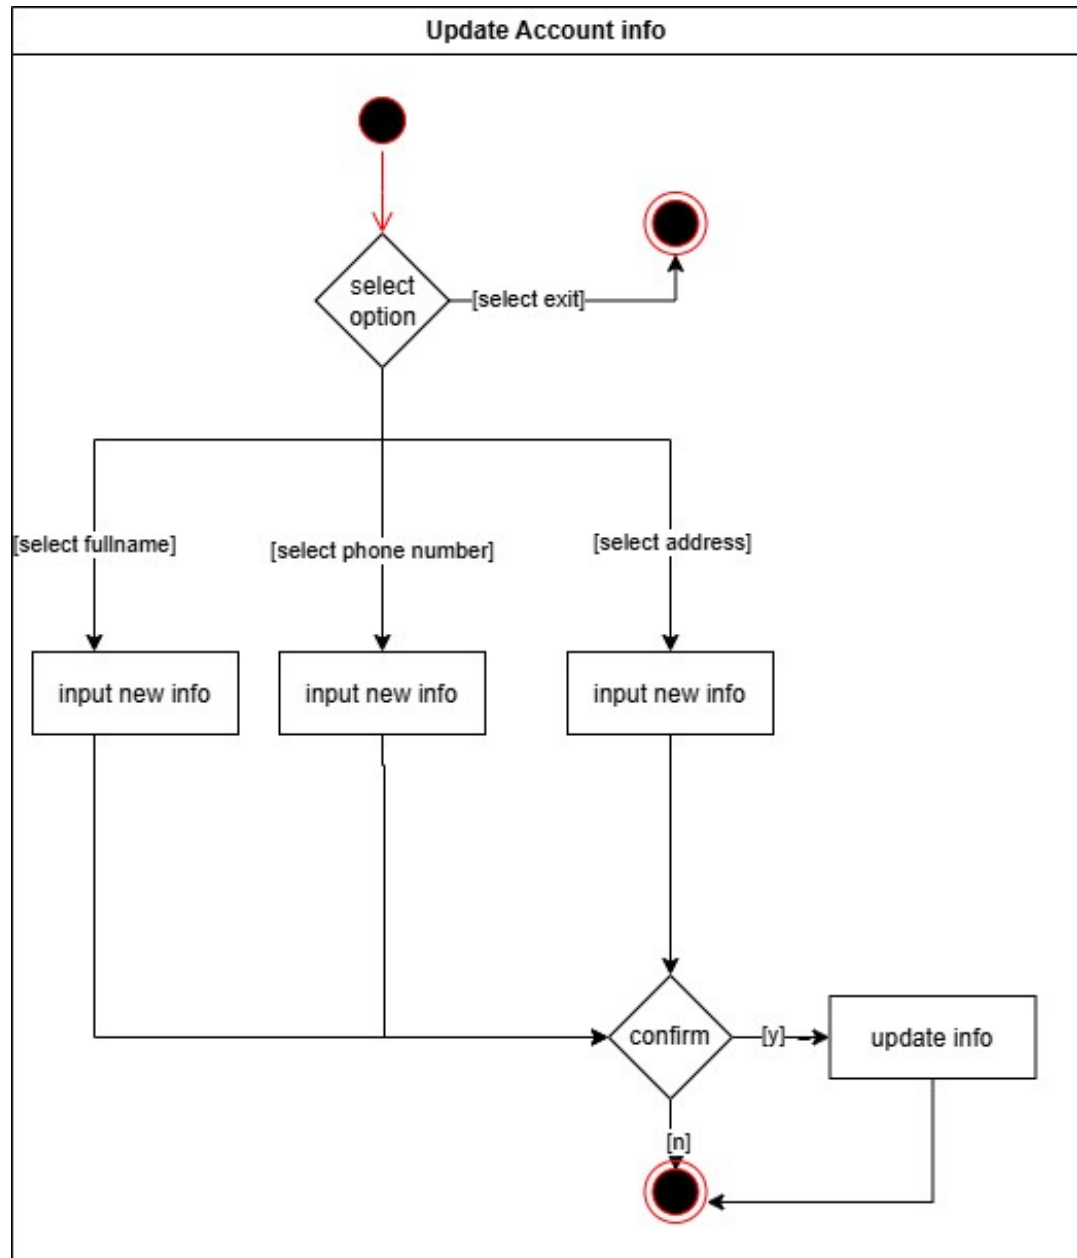 Update Account info
select
option
[select exit]
[select fullname]
[select phone number]
[select address]
input new info
input new info
input new info
confirm
[y]
update info
[n]